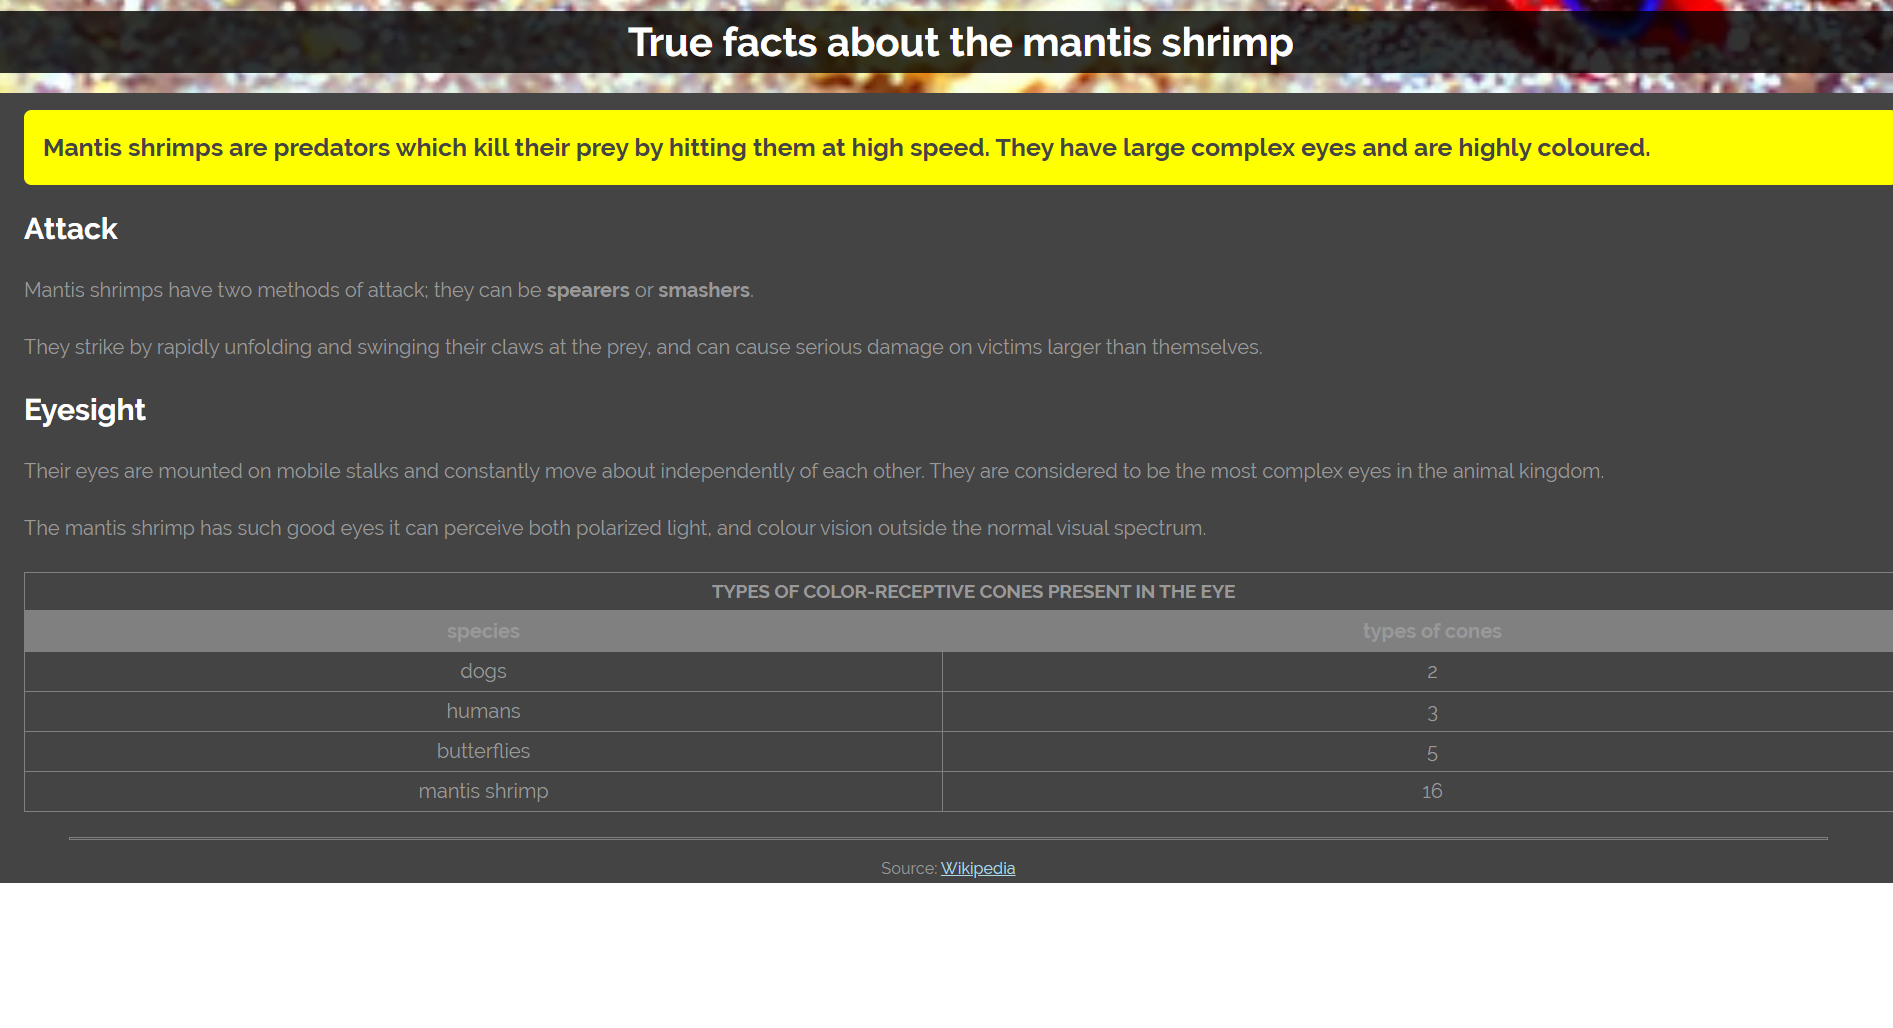 True facts about the mantis shrimp
Mantis shrimps are predators which kill their prey by hitting them at high speed. They have large complex eyes and are highly coloured.
Attack
Mantis shrimps have two methods of attack; they can be spearers or smashers.
They strike by rapidly unfolding and swinging their claws at the prey, and can cause serious damage on victims larger than themselves.
Eyesight
Their eyes are mounted on mobile stalks and constantly move about independently of each other. They are considered to be the most complex eyes in the animal kingdom.
The mantis shrimp has such good eyes it can perceive both polarized light, and colour vision outside the normal visual spectrum.
TYPES OF COLOR-RECEPTIVE CONES PRESENT IN THE EYE
species types of cones
dogs 2
humans 3
butterflies 5
mantis shrimp 16
Source: Wikipedia